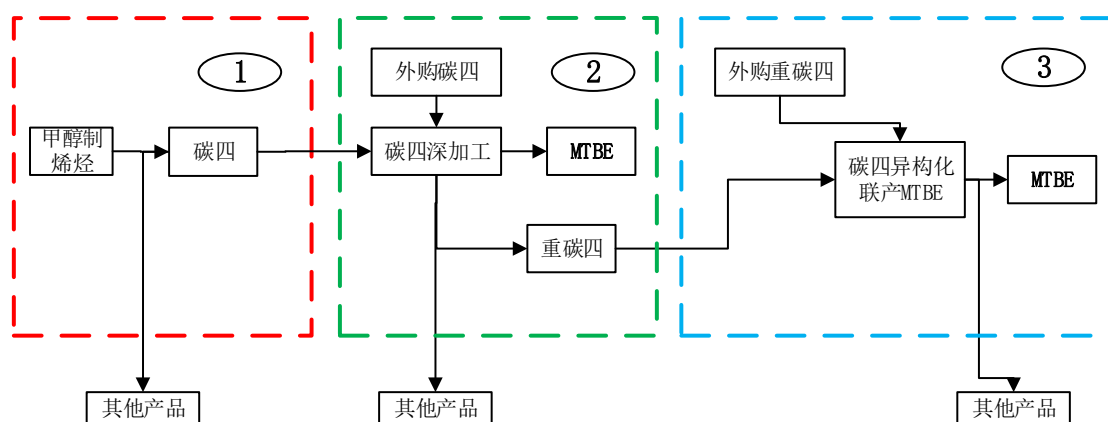 1
甲醇制
烯烃
碳四
其他产品
2
外购碳四
碳四深加工
MTBE
重碳四
其他产品
3
外购重碳四
碳四异构化
联产MTBE
MTBE
其他产品